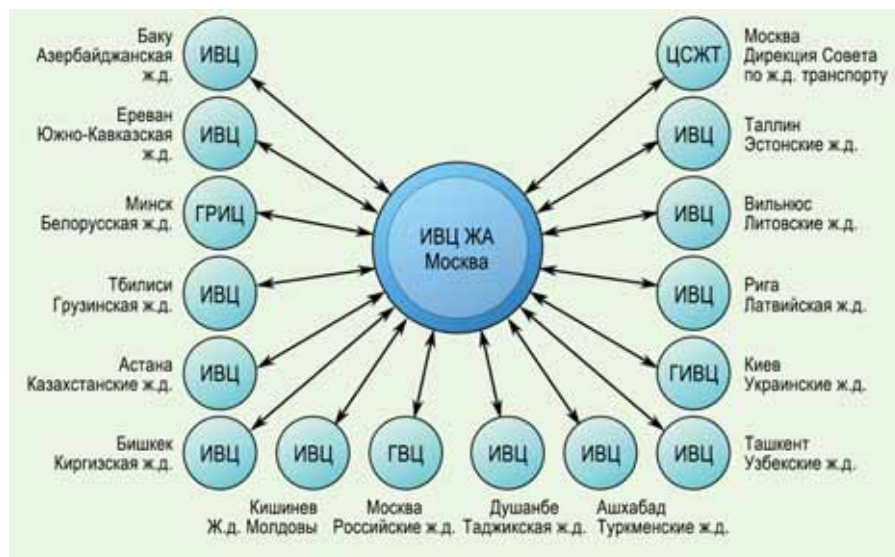 Баку
Азербайджанская
ж.д.
ИВЦ
Ереван
Южно-Кавказская
ж.д.
ИВЦ
Минск
Белорусская ж.д.
ГРИЦ
Тбилиси
Грузинская ж.д.
ИВЦ
Астана
Казахстанские ж.д.
ИВЦ
Бишкек
Киргизская ж.д.
ИВЦ
ИВЦ
Кишинев
Ж.д. Молдовы
ГВЦ
Москва
Российские ж.д.
ИВЦ
Душанбе
Таджикская ж.д.
ИВЦ
Ашхабад
Туркменские ж.д.
ИВЦ ЖА
Москва
ЦСЖТ
Москва
Дирекция Совета
по ж.д. транспорту
ИВЦ
Таллин
Эстонские ж.д.
ИВЦ
Вильнюс
Литовские ж.д.
ИВЦ
Рига
Латвийская ж.д.
ГИВЦ
Киев
Украинские ж.д.
ИВЦ
Ташкент
Узбекские ж.д.